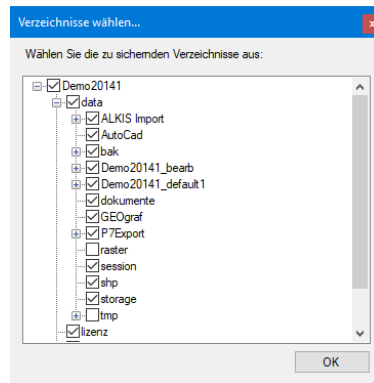 Verzeichnisse wählen...
x
Wählen Sie die zu sichernden Verzeichnisse aus:
Demo20141
data
ALKIS Import
AutoCad
bak
Demo20141_bearb
Demo20141_default1
dokumente
GEOgraf
P7Export
raster
session
shp
storage
tmp
lizenz
OK